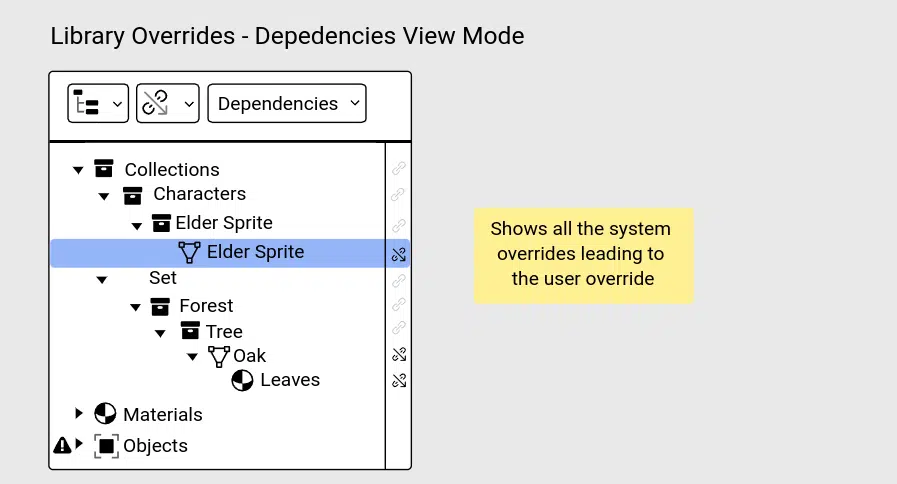 Library Overrides - Depedencies View Mode
Dependencies
Collections
Characters
Elder Sprite
Elder Sprite
Set
Forest
Tree
Oak
Leaves
Materials
Objects
Shows all the system
overrides leading to
the user override